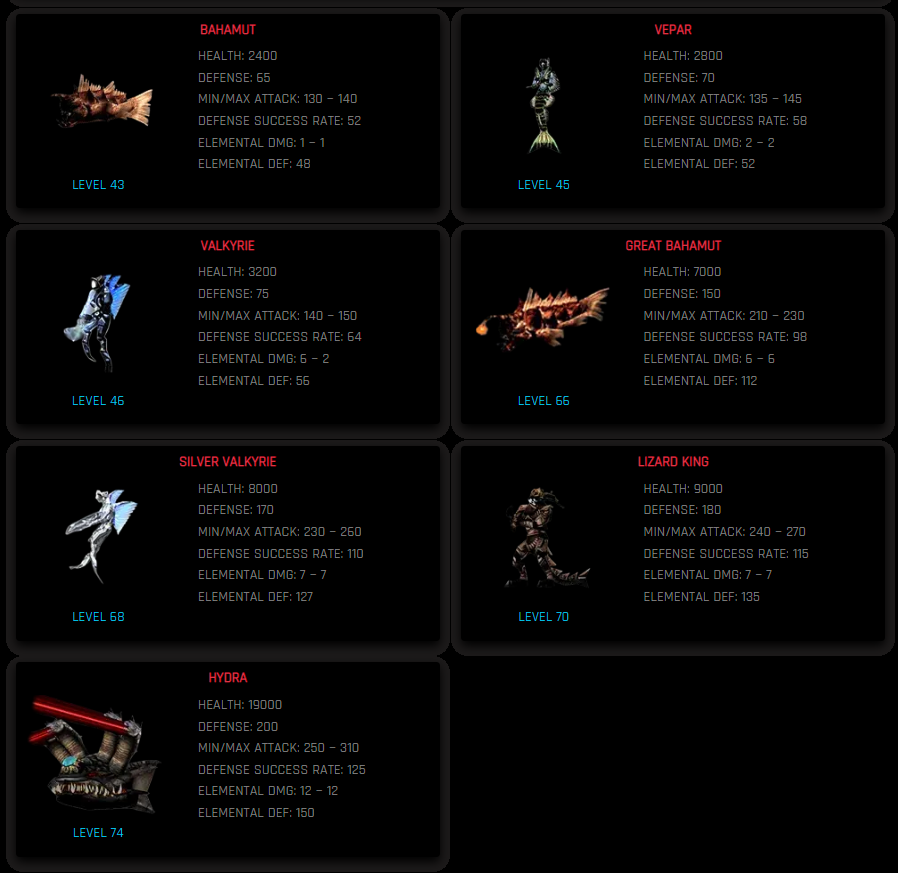 BAHAMUT
HEALTH: 2400
DEFENSE: 65
MIN/MAX ATTACK: 130 – 140
DEFENSE SUCCESS RATE: 52
ELEMENTAL DMG: 1 – 1
ELEMENTAL DEF: 48
LEVEL 43
VEPAR
HEALTH: 2800
DEFENSE: 70
MIN/MAX ATTACK: 135 – 145
DEFENSE SUCCESS RATE: 58
ELEMENTAL DMG: 2 – 2
ELEMENTAL DEF: 52
LEVEL 45
VALKYRIE
HEALTH: 3200
DEFENSE: 75
MIN/MAX ATTACK: 140 – 150
DEFENSE SUCCESS RATE: 64
ELEMENTAL DMG: 6 – 2
ELEMENTAL DEF: 56
LEVEL 46
GREAT BAHAMUT
HEALTH: 7000
DEFENSE: 150
MIN/MAX ATTACK: 210 – 230
DEFENSE SUCCESS RATE: 98
ELEMENTAL DMG: 6 – 6
ELEMENTAL DEF: 112
LEVEL 66
SILVER VALKYRIE
HEALTH: 8000
DEFENSE: 170
MIN/MAX ATTACK: 230 – 260
DEFENSE SUCCESS RATE: 110
ELEMENTAL DMG: 7 – 7
ELEMENTAL DEF: 127
LEVEL 68
LIZARD KING
HEALTH: 9000
DEFENSE: 180
MIN/MAX ATTACK: 240 – 270
DEFENSE SUCCESS RATE: 115
ELEMENTAL DMG: 7 – 7
ELEMENTAL DEF: 135
LEVEL 70
HYDRA
HEALTH: 19000
DEFENSE: 200
MIN/MAX ATTACK: 250 – 310
DEFENSE SUCCESS RATE: 125
ELEMENTAL DMG: 12 – 12
ELEMENTAL DEF: 150
LEVEL 74